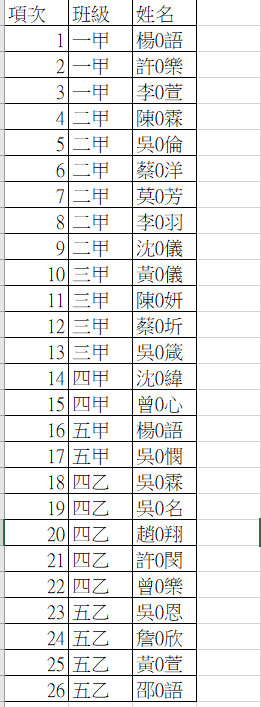 項次 班級 姓名
1 一甲 楊0語
2 一甲 許0樂
3 一甲 李0萱
4 二甲 陳0霖
5 二甲 吳0倫
6 二甲 蔡0洋
7 二甲 莫0芳
8 二甲 李0羽
9 二甲 沈0儀
10 三甲 黃0儀
11 三甲 陳0妍
12 三甲 蔡0圻
13 三甲 吳0箴
14 四甲 沈0緯
15 四甲 曾0心
16 五甲 楊0語
17 五甲 吳0憫
18 四乙 吳0霖
19 四乙 吳0名
20 四乙 趙0翔
21 四乙 許0閔
22 四乙 曾0樂
23 五乙 吳0恩
24 五乙 詹0欣
25 五乙 黃0萱
26 五乙 邵0語